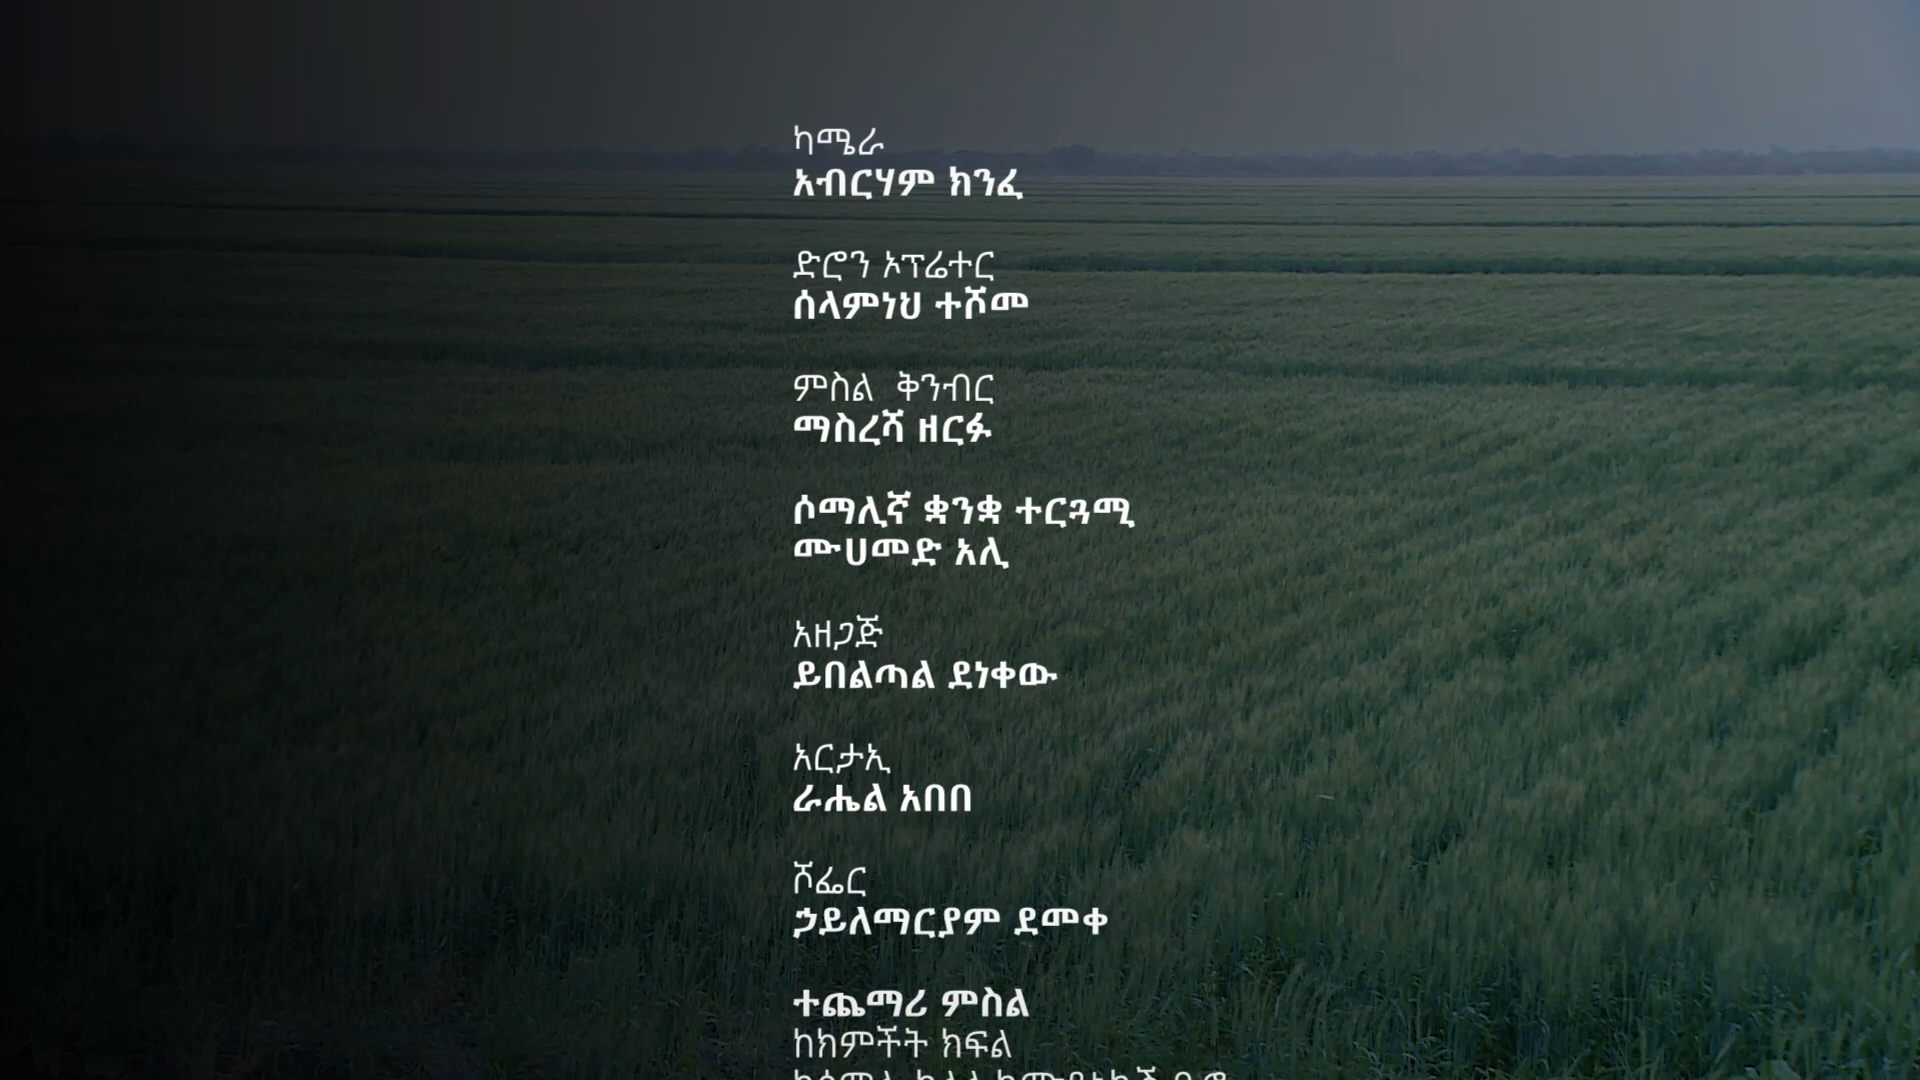 ካሜራ
አብርሃም ክንፈ
ድሮን ኦፕሬተር
ሰላምነህ ተሾመ
ምስል ቅንብር
ማስረሻ ዘርፉ
ሶማሊኛ ቋንቋ ተርጓሚ
ሙሀመድ አሊ
አዘጋጅ
ይበልጣል ደነቀው
አርታኢ
ራሔል አበበ
ሾፌር
ኃይለማርያም ደመቀ
ተጨማሪ ምስል
ከክምችት ክፍል